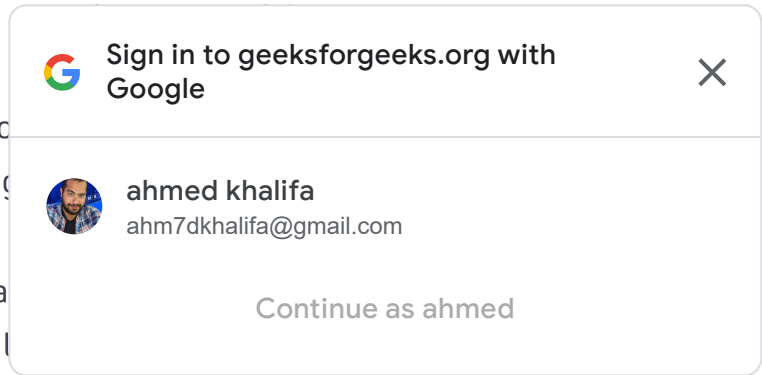 Sign in to geeksforgeeks.org with
Google
ahmed khalifa
ahm7dkhalifa@gmail.com
Continue as ahmed